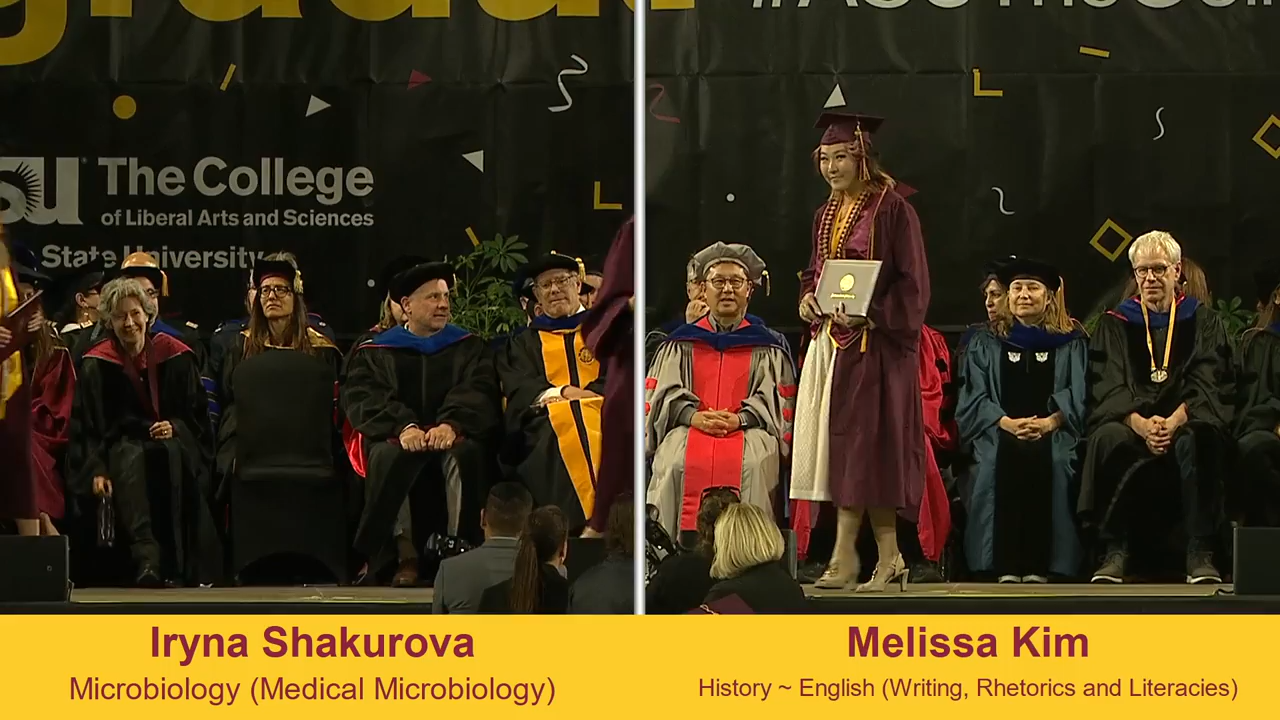 The College
of Liberal Arts and Sciences
State University
Iryna Shakurova
Microbiology (Medical Microbiology)
Melissa Kim
History ~ English (Writing, Rhetorics and Literacies)